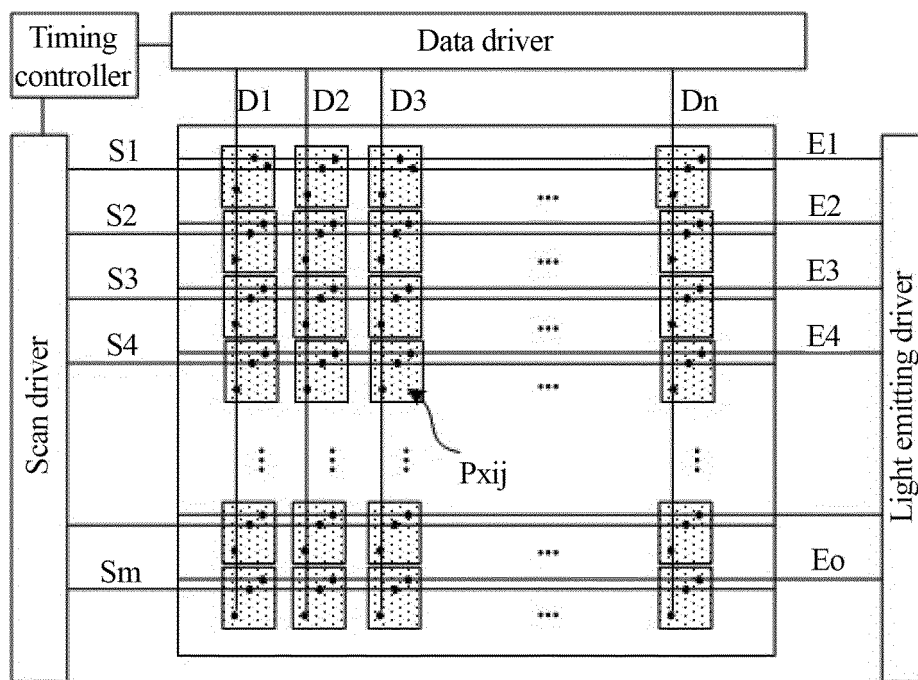 Timing
controller
Data driver
D1 D2 D3 Dn
S1 E1
... 
S2 E2
...
S3 E3
...
S4 E4
...
Scan driver
Light emitting driver
... ... ... ...
Pxij
...
Sm Eo
...